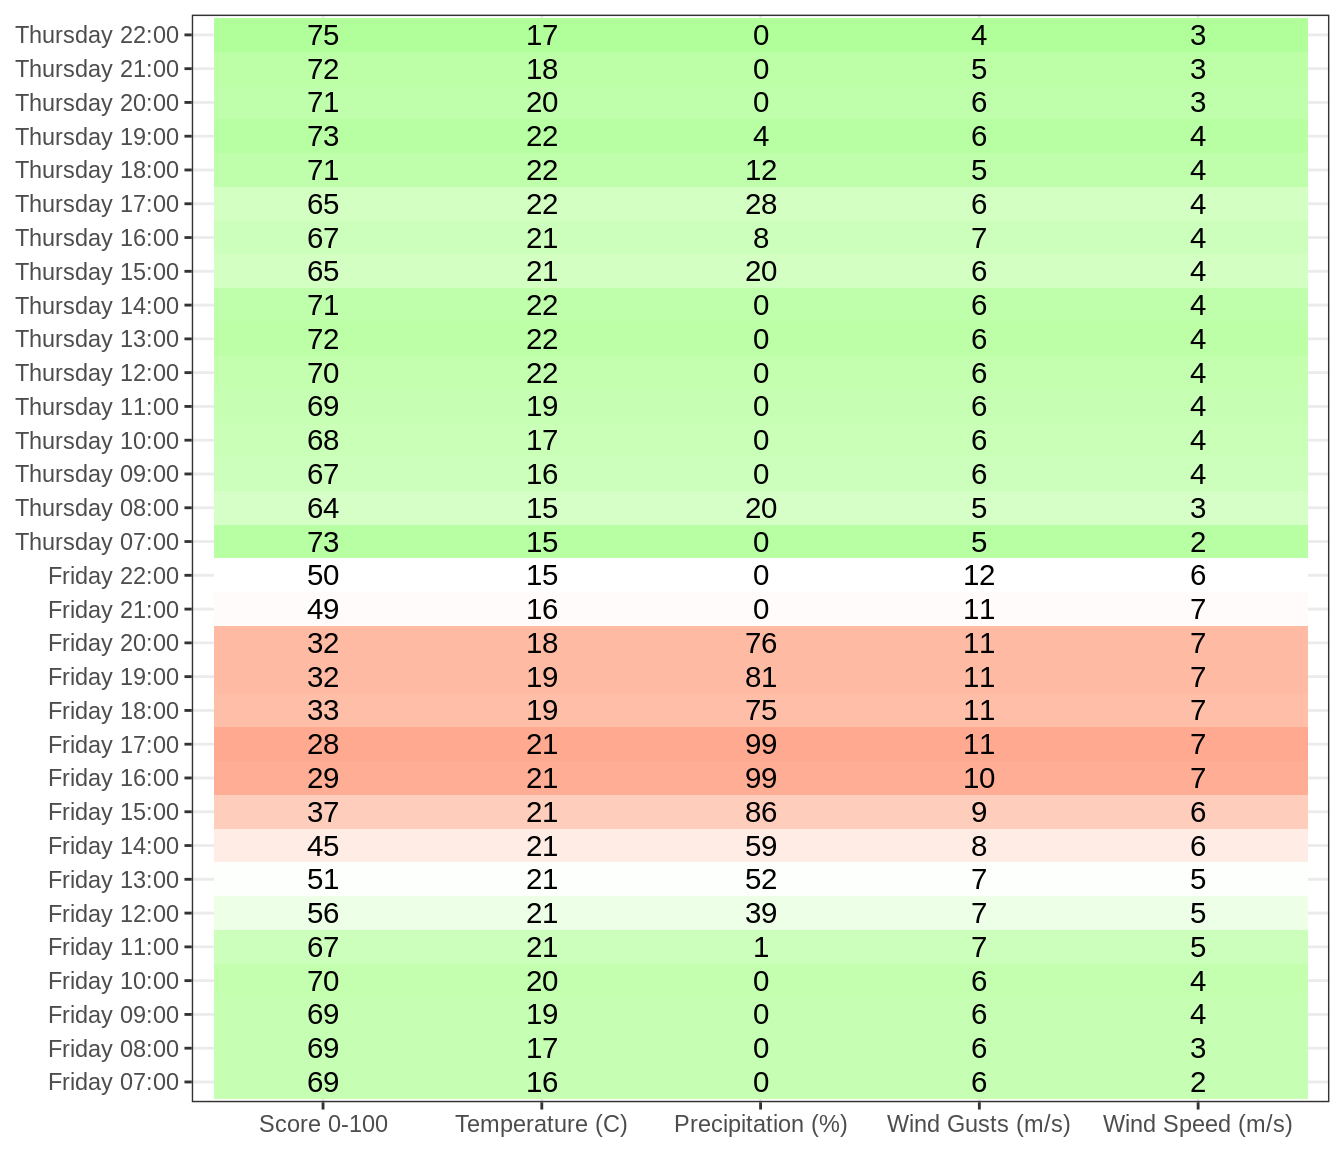 Thursday 22:00 75 17 0 4 3
Thursday 21:00 72 18 0 5 3
Thursday 20:00 71 20 0 6 3
Thursday 19:00 73 22 4 6 4
Thursday 18:00 71 22 12 5 4
Thursday 17:00 65 22 28 6 4
Thursday 16:00 67 21 8 7 4
Thursday 15:00 65 21 20 6 4
Thursday 14:00 71 22 0 6 4
Thursday 13:00 72 22 0 6 4
Thursday 12:00 70 22 0 6 4
Thursday 11:00 69 19 0 6 4
Thursday 10:00 68 17 0 6 4
Thursday 09:00 67 16 0 6 4
Thursday 08:00 64 15 20 5 3
Thursday 07:00 73 15 0 5 2
Friday 22:00 50 15 0 12 6
Friday 21:00 49 16 0 11 7
Friday 20:00 32 18 76 11 7
Friday 19:00 32 19 81 11 7
Friday 18:00 33 19 75 11 7
Friday 17:00 28 21 99 11 7
Friday 16:00 29 21 99 10 7
Friday 15:00 37 21 86 9 6
Friday 14:00 45 21 59 8 6
Friday 13:00 51 21 52 7 5
Friday 12:00 56 21 39 7 5
Friday 11:00 67 21 1 7 5
Friday 10:00 70 20 0 6 4
Friday 09:00 69 19 0 6 4
Friday 08:00 69 17 0 6 3
Friday 07:00 69 16 0 6 2
Score 0-100 Temperature (C) Precipitation (%) Wind Gusts (m/s) Wind Speed (m/s)